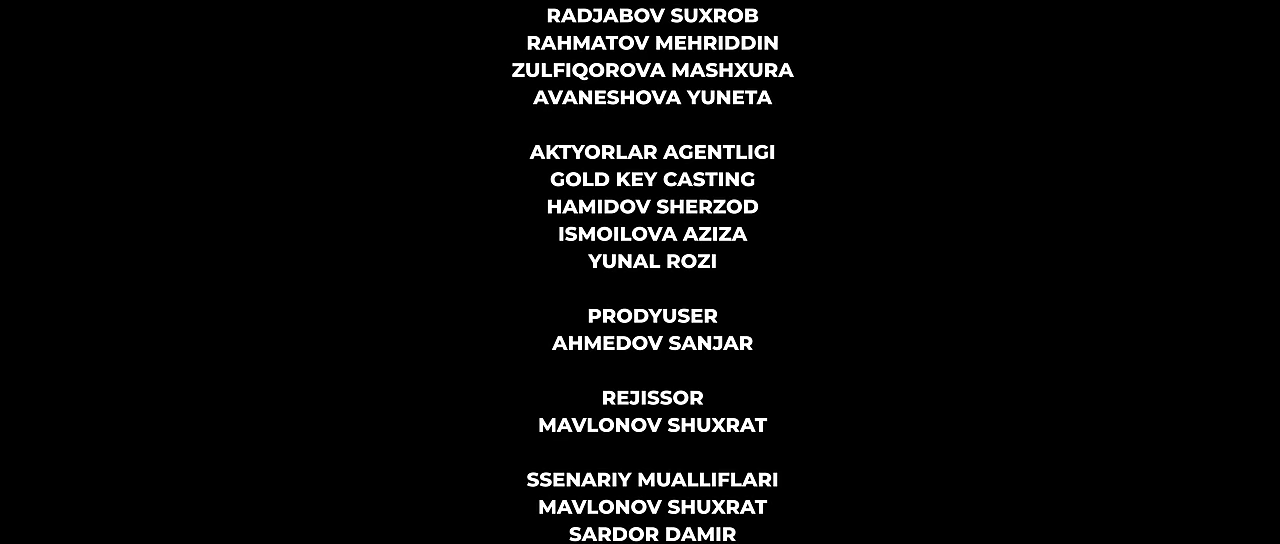 RADJABOV SUXROB
RAHMATOV MEHRIDDIN
ZULFIQOROVA MASHXURA
AVANESHOVA YUNETA
AKTYORLAR AGENTLIGI
GOLD KEY CASTING
HAMIDOV SHERZOD
ISMOILOVA AZIZA
YUNAL ROZI
PRODYUSER
AHMEDOV SANJAR
REJISSOR
MAVLONOV SHUXRAT
SSENARIY MUALLIFLARI
MAVLONOV SHUXRAT
SARDOR DAMIR